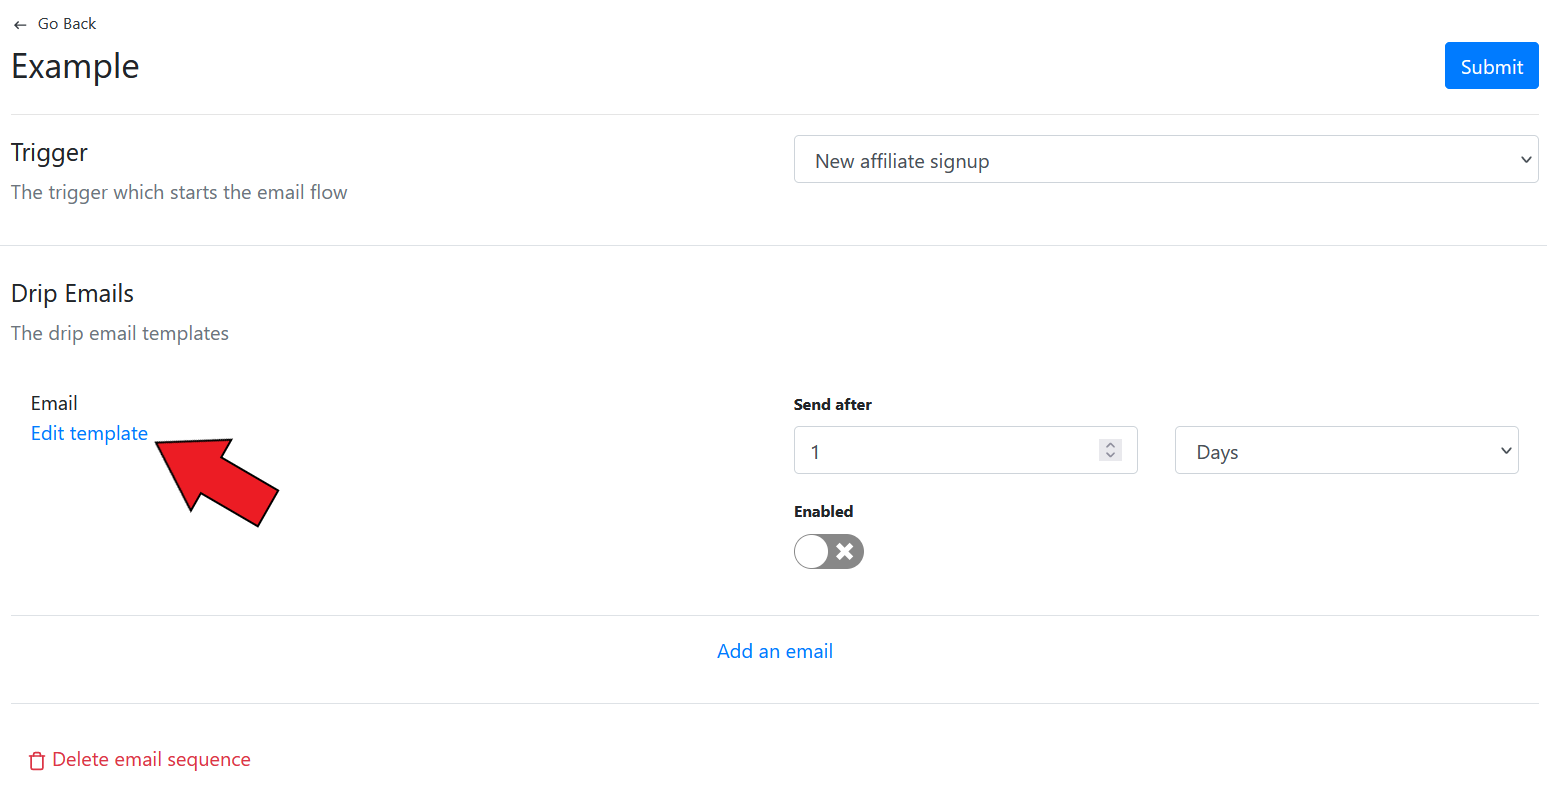 Go Back
Example
Submit
Trigger
New affiliate signup
The trigger which starts the email flow
Drip Emails
The drip email templates
Email
Edit template
Send after
1
Days
Enabled
Add an email
Delete email sequence